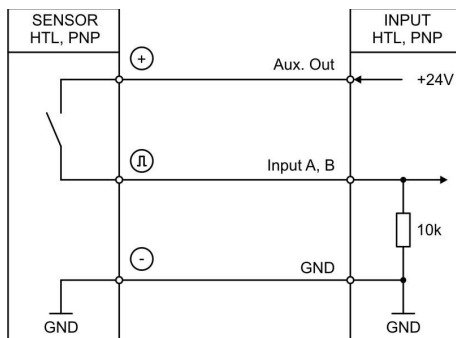 SENSOR
HTL, PNP
INPUT
HTL, PNP
+
Aux. Out
+24V
Input A, B
10k
-
GND
GND
GND